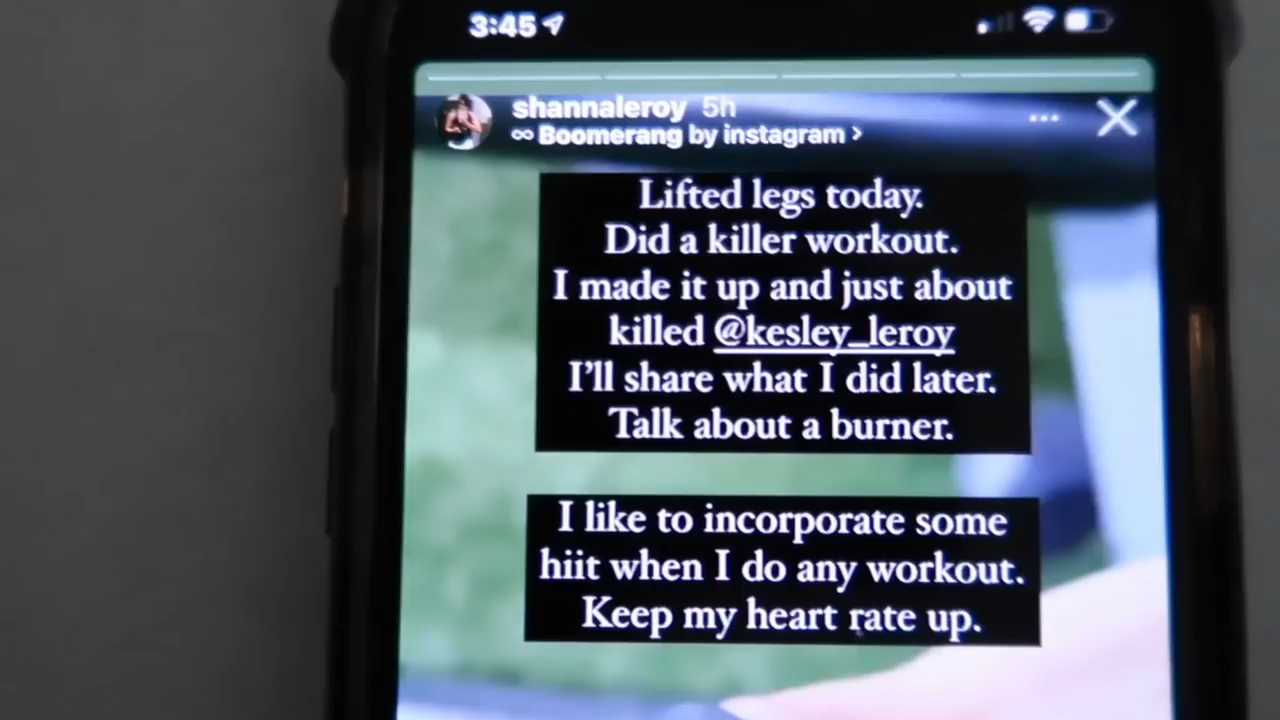 3:45
shannaleroy 5h
∞ Boomerang by instagram >
Lifted legs today.
Did a killer workout.
I made it up and just about
killed @kesley_leroy
I'll share what I did later.
Talk about a burner.
I like to incorporate some
hiit when I do any workout.
Keep my heart rate up.